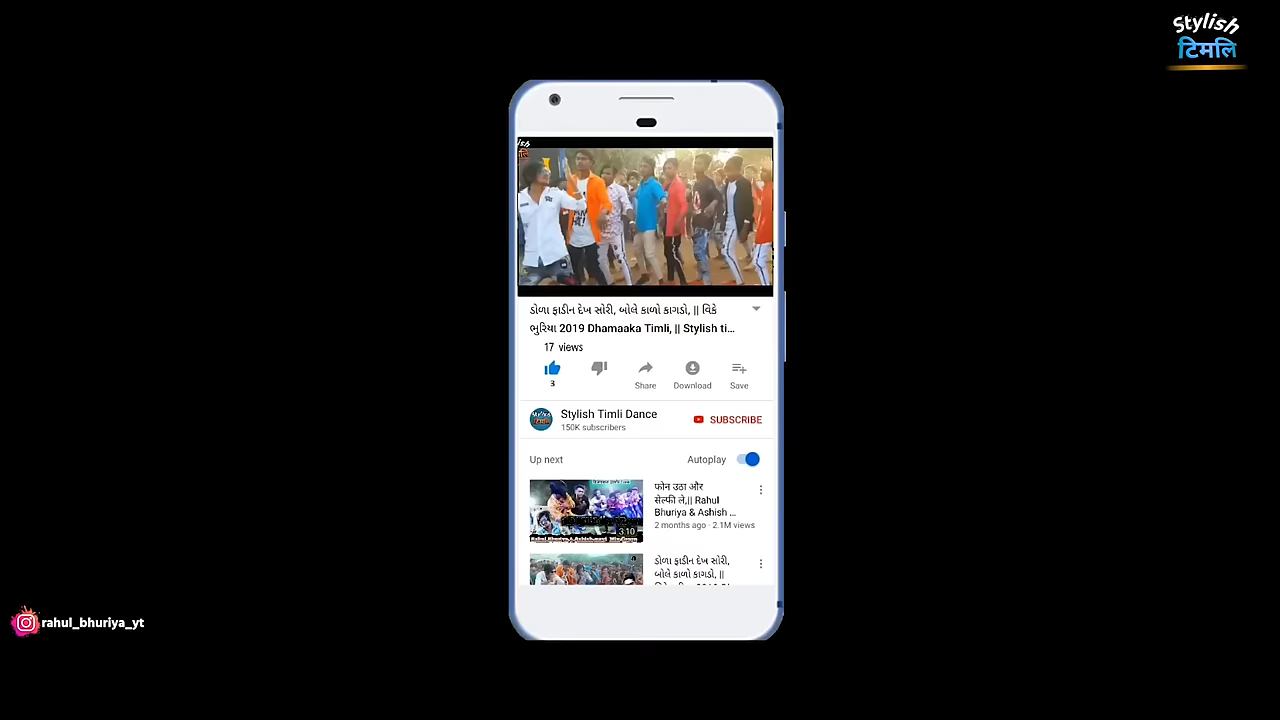 Stylish
टिमलि
ડોળા ફાડીન દેખ સોરી, બોલે કાળો કાગડો, || વિકે
ભુરિયા 2019 Dhamaaka Timli, || Stylish ti...
17 views
3
Share
Download
Save
Stylish Timli Dance
150K subscribers
SUBSCRIBE
Up next
Autoplay
फोन उठा और
सेल्फी ले,|| Rahul
Bhuriya & Ashish ...
2 months ago · 2.1M views
3:10
ડોળા ફાડીન દેખ સોરી,
બોલે કાળો કાગડો, ||
rahul_bhuriya_yt